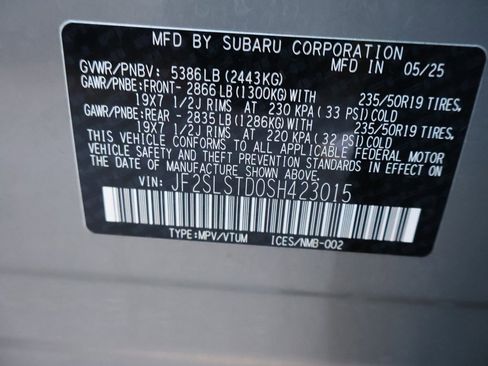 MFD BY SUBARU CORPORATION
GVWR/PNBV: 5386LB(2443KG) MFD IN 05/25
GAWR/PNBE:FRONT- 2866LB(1300KG)WITH 235/50R19 TIRES,
19X7 1/2J RIMS AT 230 KPA (33 PSI) COLD
GAWR/PNBE:REAR - 2835LB(1286KG)WITH 235/50R19 TIRES,
19X7 1/2J RIMS AT 220 KPA (32 PSI) COLD
THIS VEHICLE CONFORMS TO ALL APPLICABLE FEDERAL MOTOR
VEHICLE SAFETY AND THEFT PREVENTION STANDARDS IN EFFECT ON
THE DATE OF MANUFACTURE SHOWN ABOVE.
VIN: JF2SLSTD0SH423015
TYPE:MPV/VTUM ICES/NMB-002